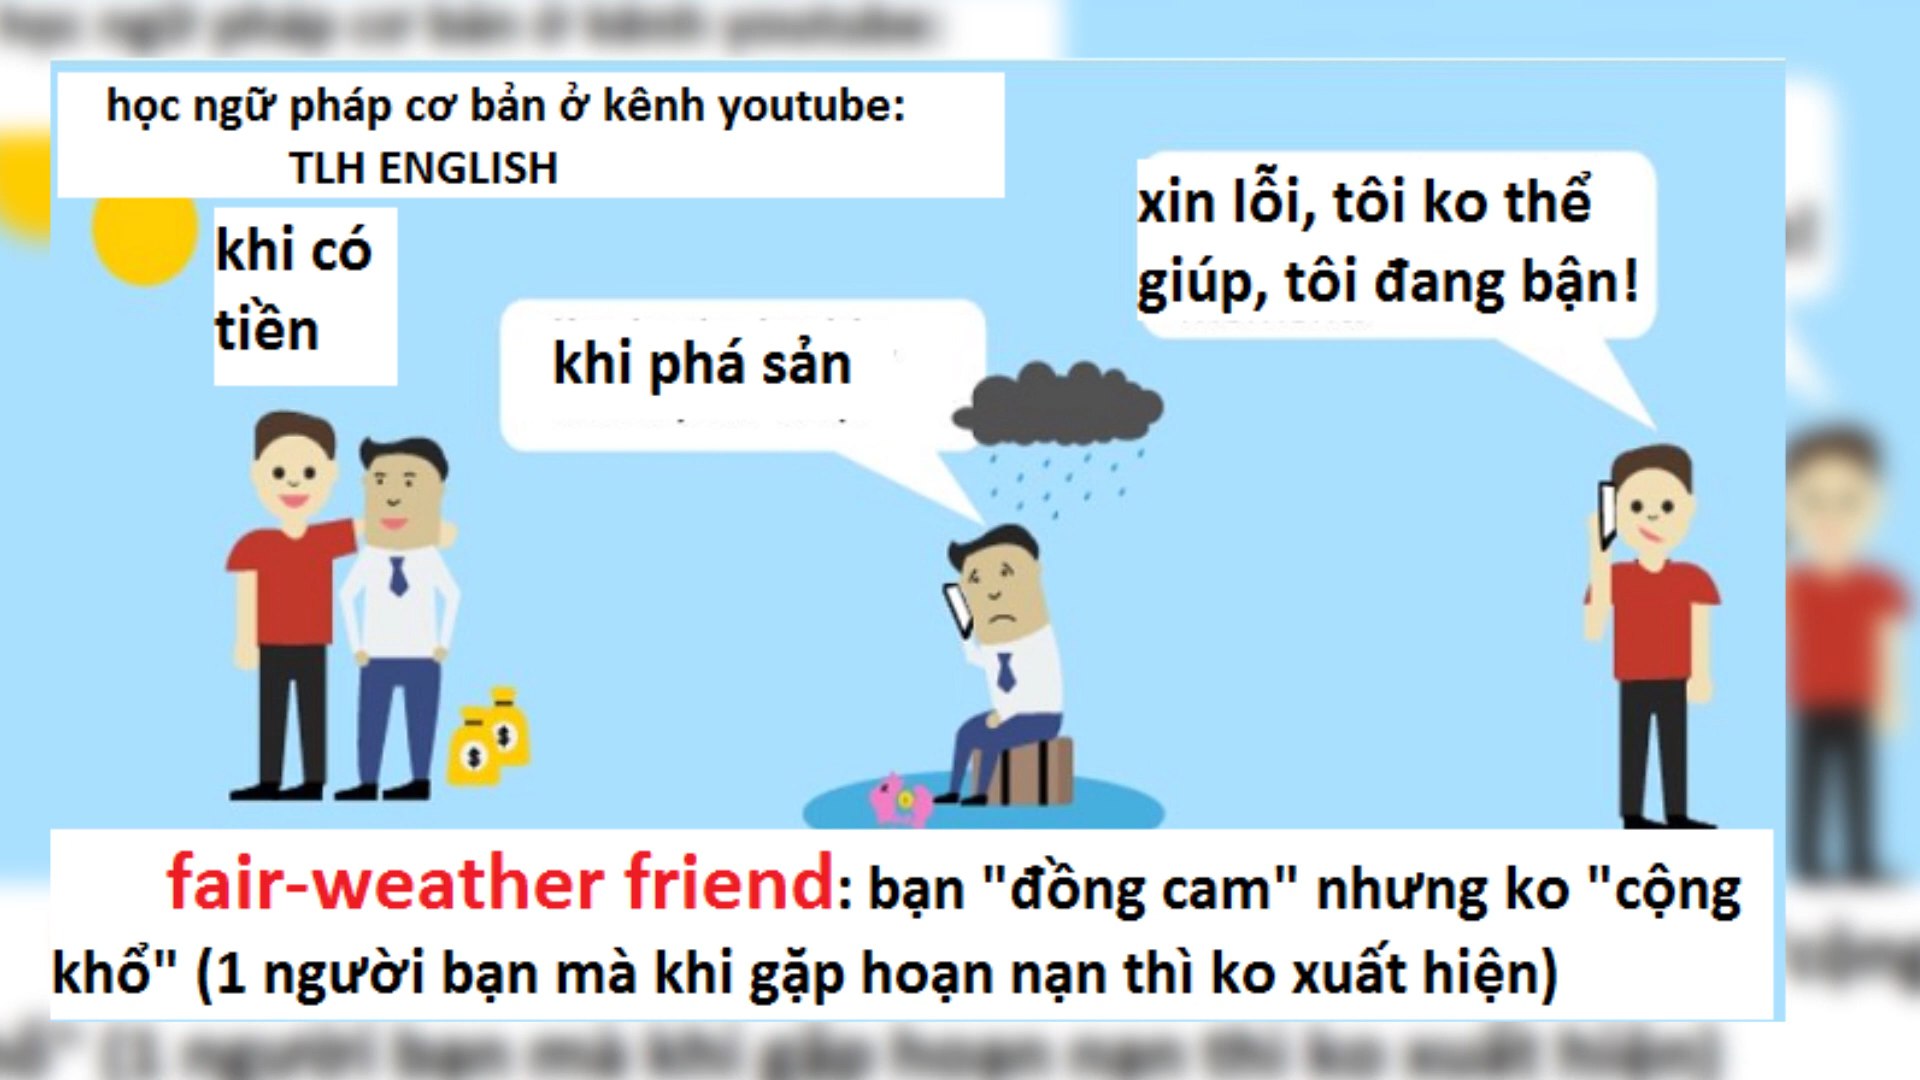 học ngữ pháp cơ bản ở kênh youtube:
TLH ENGLISH
khi có
tiền
khi phá sản
xin lỗi, tôi ko thể
giúp, tôi đang bận!
fair-weather friend: bạn "đồng cam" nhưng ko "cộng
khổ" (1 người bạn mà khi gặp hoạn nạn thì ko xuất hiện)